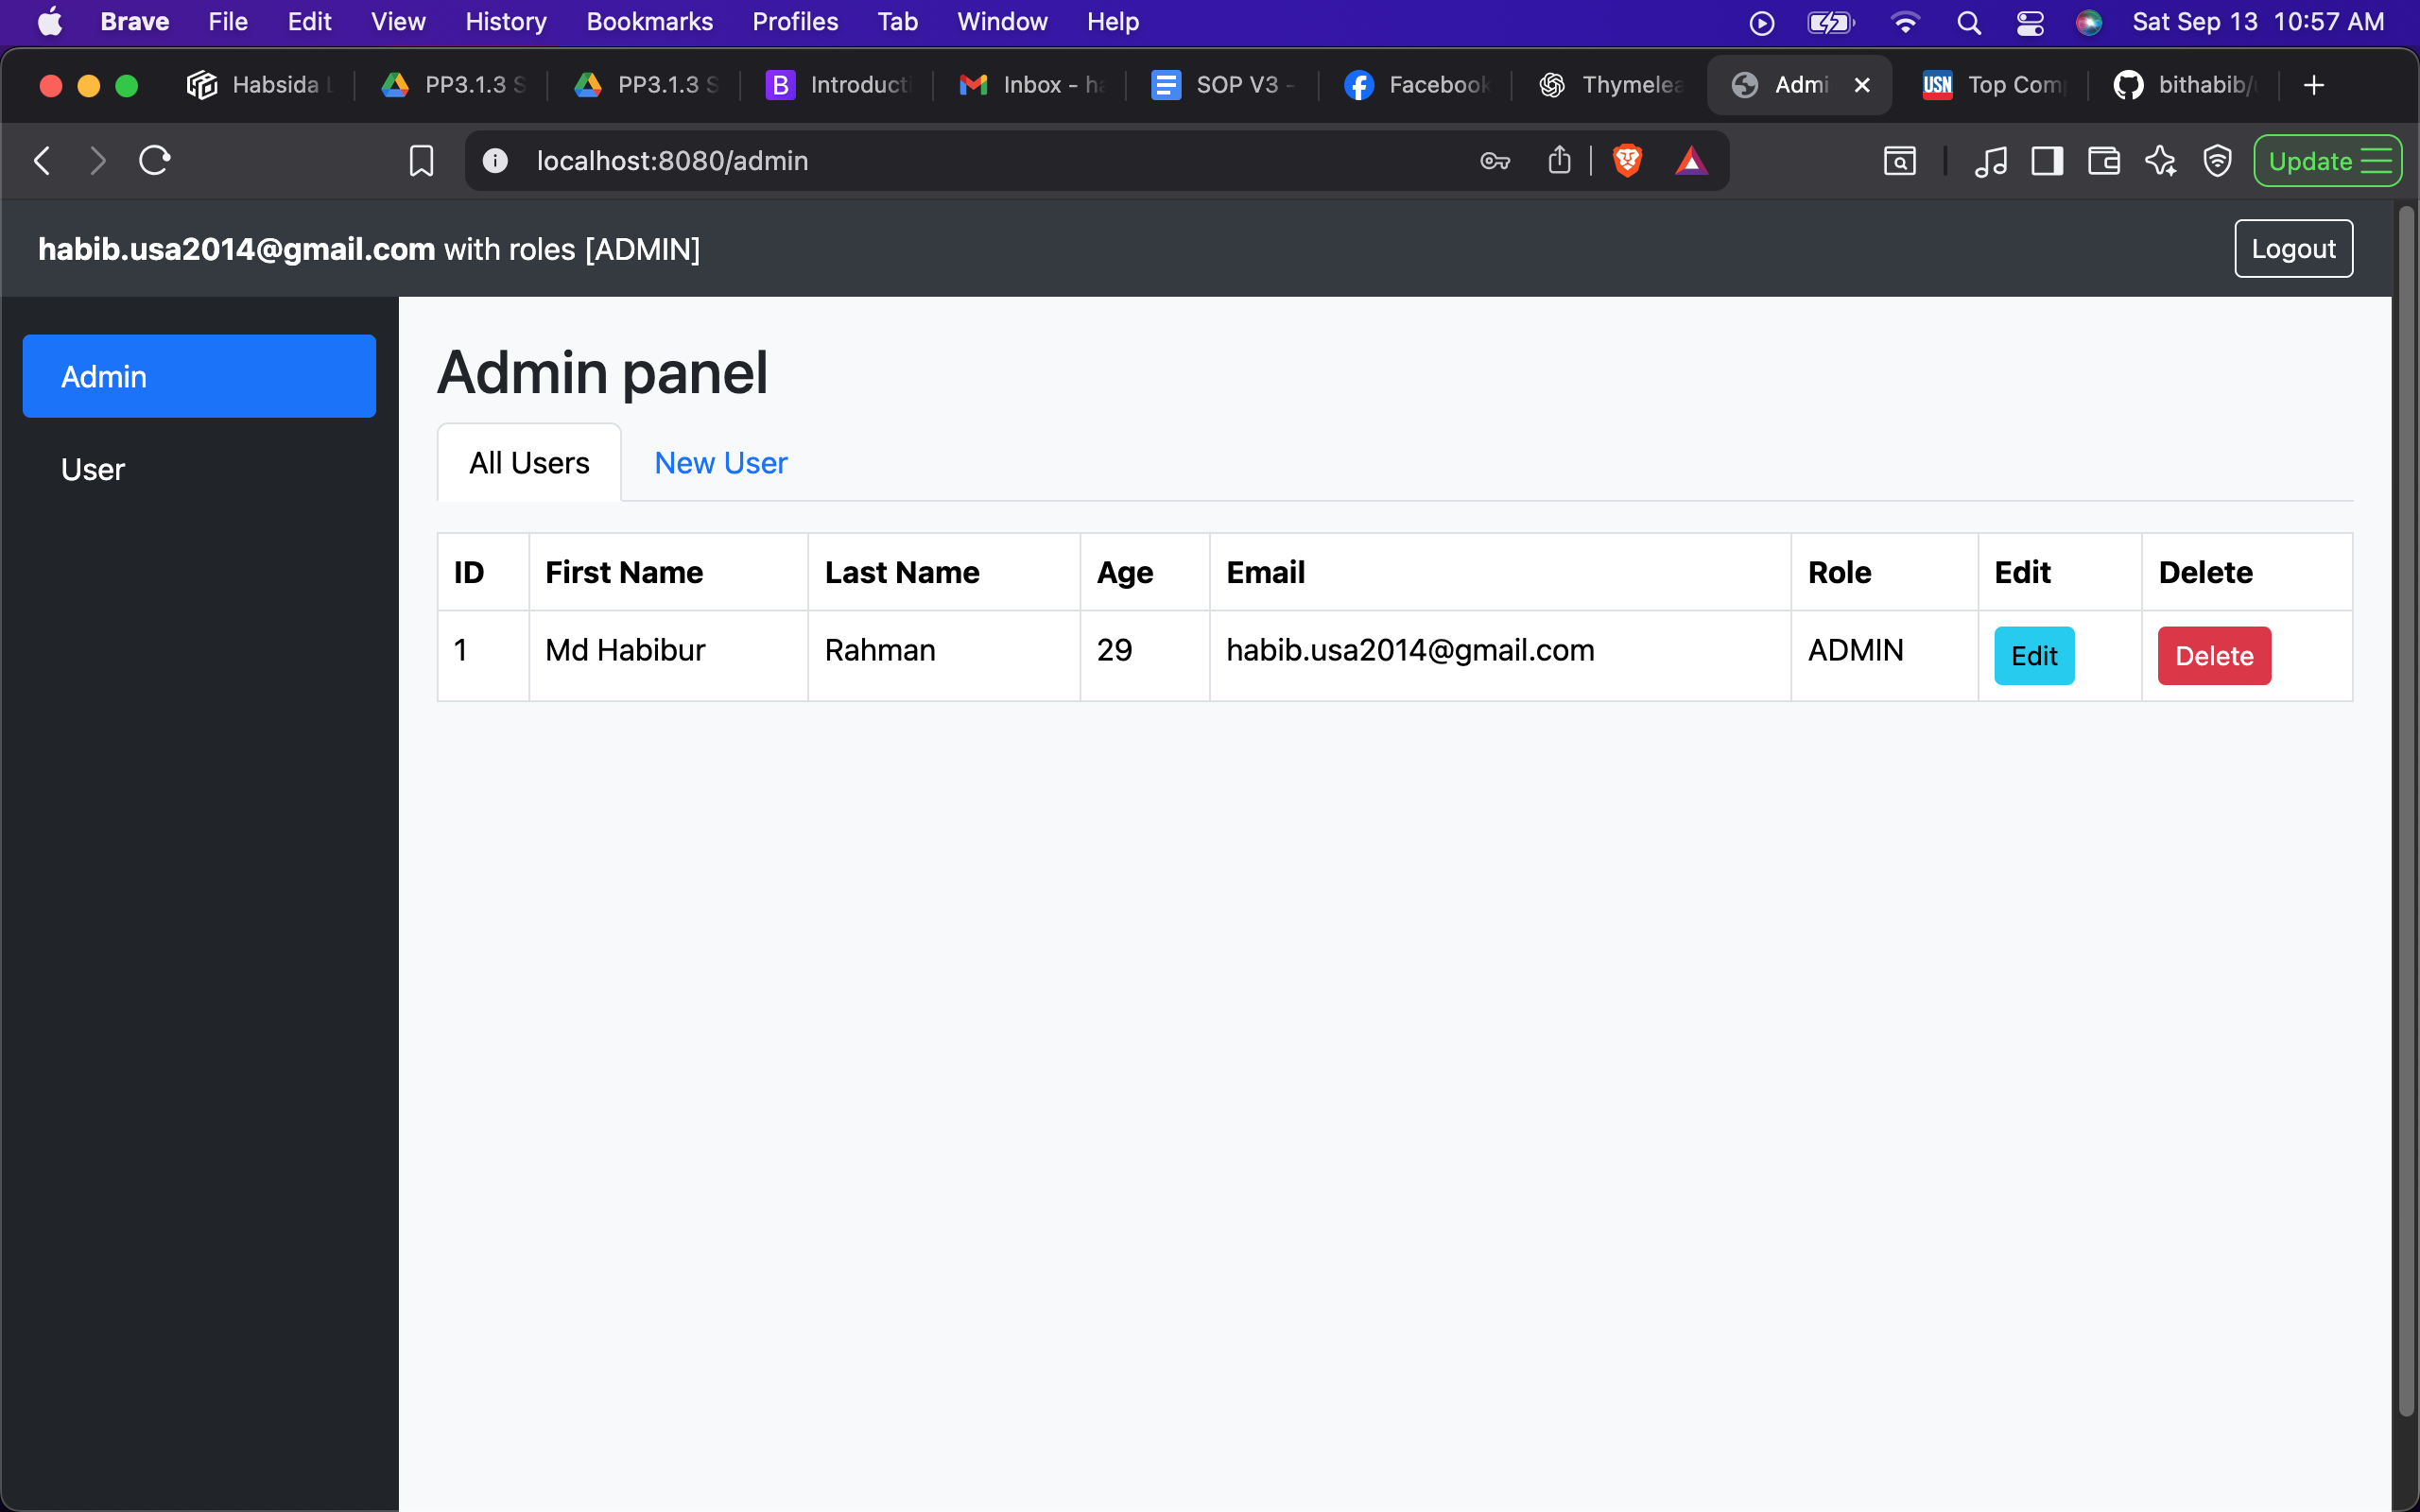 Brave File Edit View History Bookmarks Profiles Tab Window Help Sat Sep 13 10:57 AM
Habsida PP3.1.3 S PP3.1.3 S Introducti Inbox - ha SOP V3 - Facebook Thymelea Admi USN Top Com bithabib/
localhost:8080/admin Update
habib.usa2014@gmail.com with roles [ADMIN] Logout
Admin
User
Admin panel
All Users New User
ID First Name Last Name Age Email Role Edit Delete
1 Md Habibur Rahman 29 habib.usa2014@gmail.com ADMIN Edit Delete